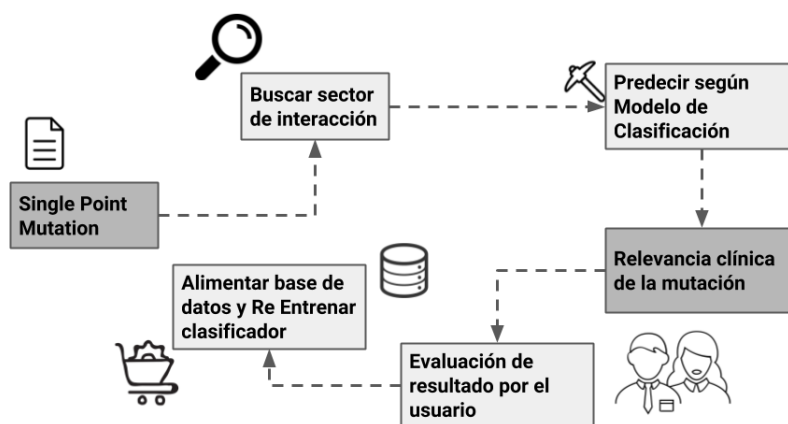 Single Point
Mutation
Buscar sector
de interacción
Predecir según
Modelo de
Clasificación
Relevancia clínica
de la mutación
Evaluación de
resultado por el
usuario
Alimentar base de
datos y Re Entrenar
clasificador